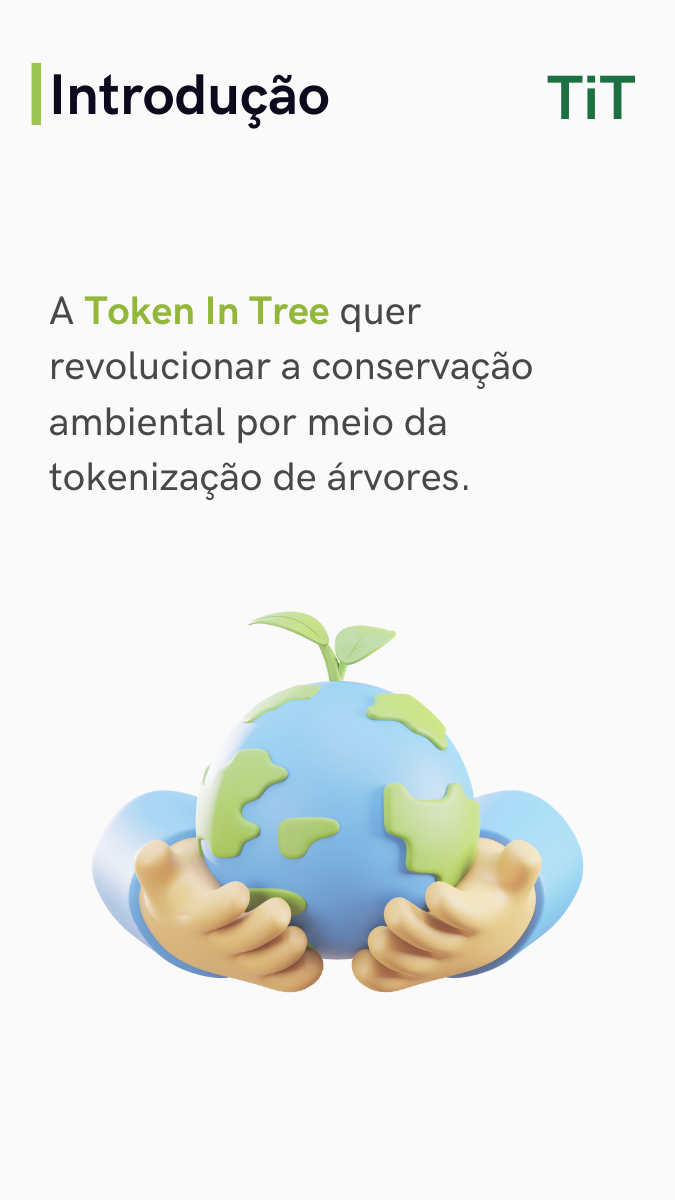 Introdução
TiT
A Token In Tree quer
revolucionar a conservação
ambiental por meio da
tokenização de árvores.